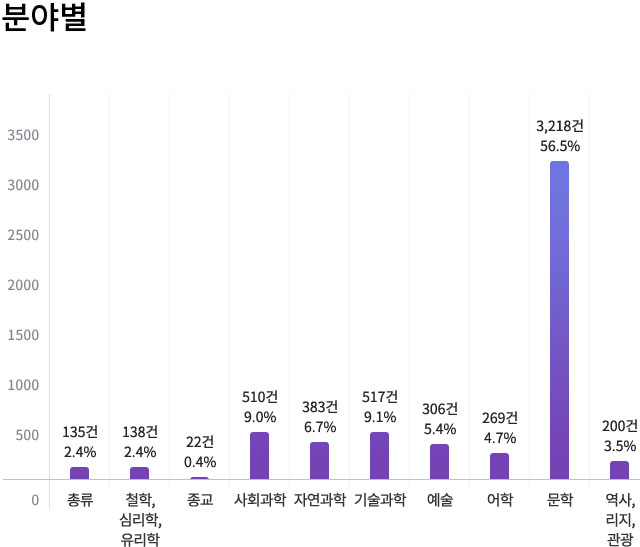 분야별
3500
3000
2500
2000
1500
1000
500
0
135건
2.4%
138건
2.4%
22건
0.4%
510건
9.0%
383건
6.7%
517건
9.1%
306건
5.4%
269건
4.7%
3,218건
56.5%
200건
3.5%
총류
철학,
심리학,
유리학
종교
사회과학
자연과학
기술과학
예술
어학
문학
역사,
리지,
관광